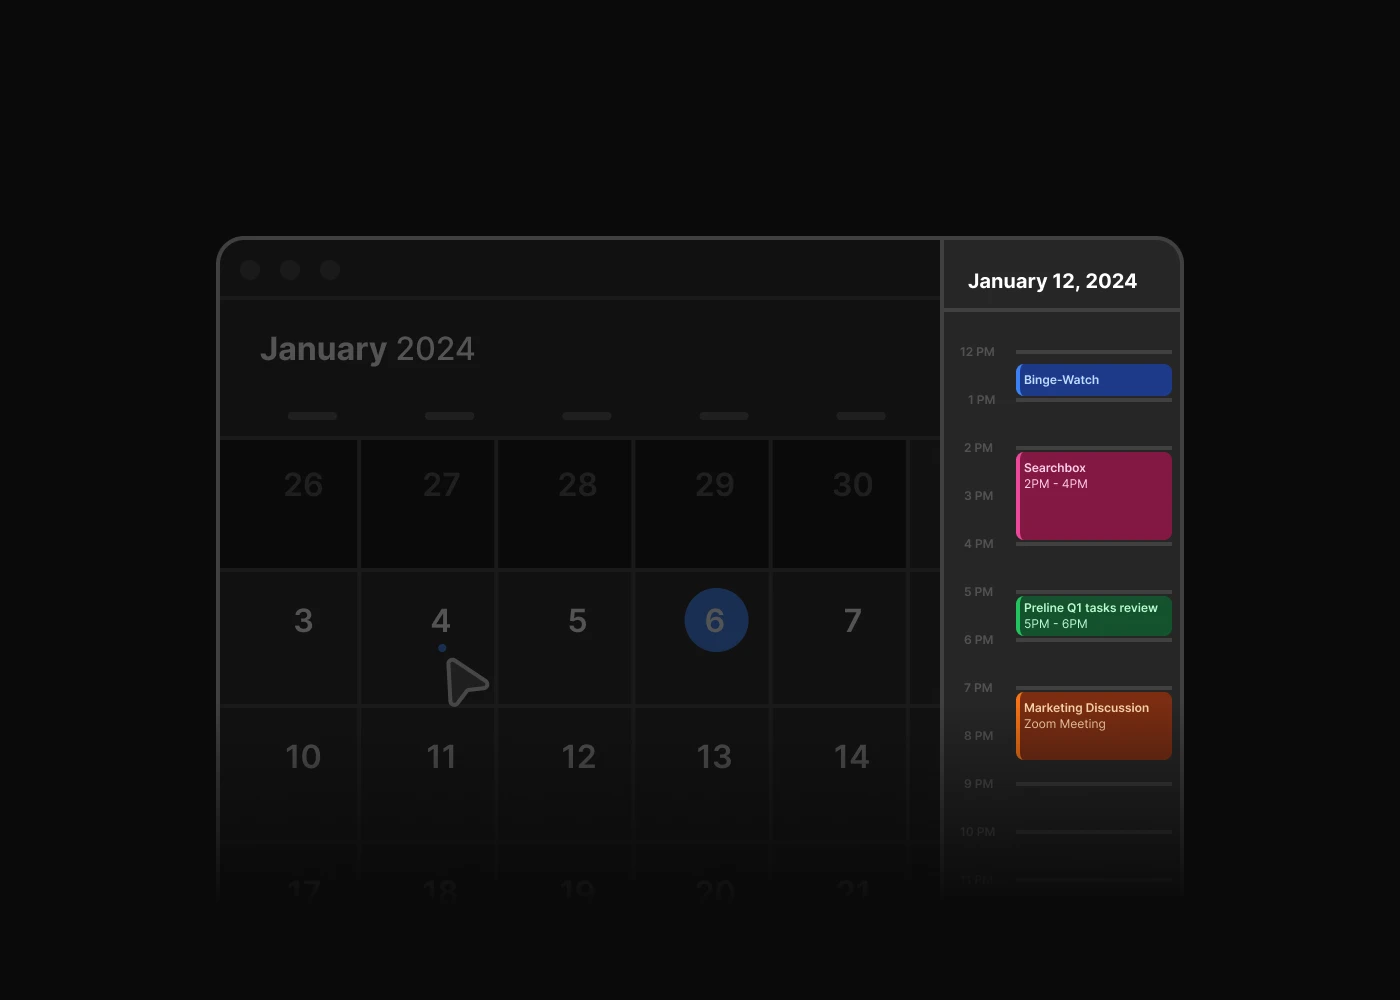 January 2024
26 27 28 29 30
3 4 5 6 7
10 11 12 13 14
17 18 19 20 21
January 12, 2024
12 PM
Binge-Watch
1 PM
2 PM
Searchbox
2PM - 4PM
3 PM
4 PM
5 PM
Preline Q1 tasks review
5PM - 6PM
6 PM
7 PM
Marketing Discussion
Zoom Meeting
8 PM
9 PM
10 PM
11 PM